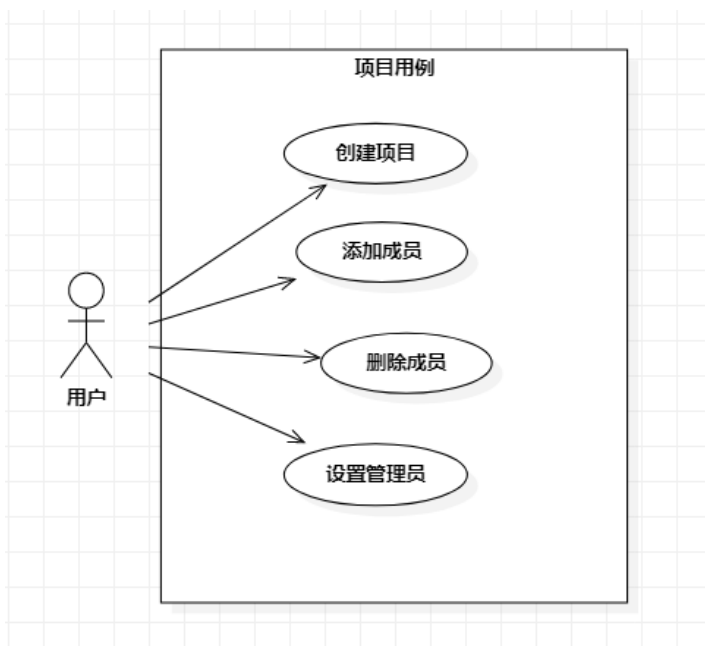 项目用例
创建项目
添加成员
删除成员
用户
设置管理员